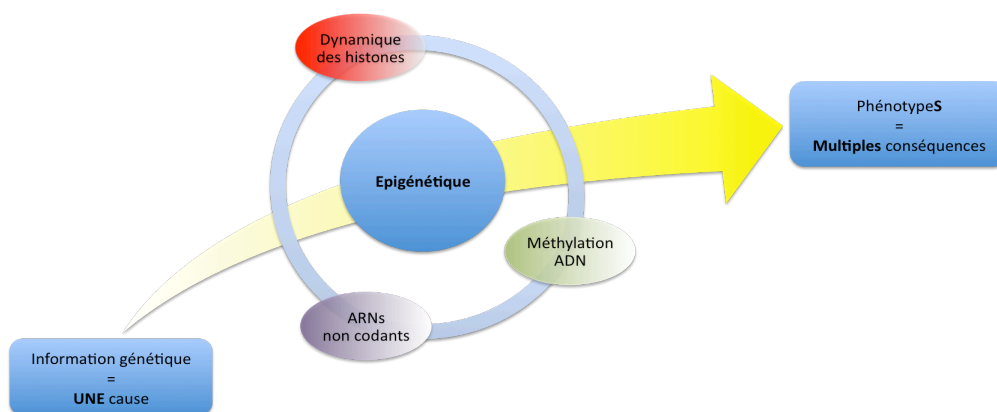 Dynamique
des histones
PhénotypeS
=
Multiples conséquences
Epigénétique
Méthylation
ADN
ARNs
non codants
Information génétique
=
UNE cause